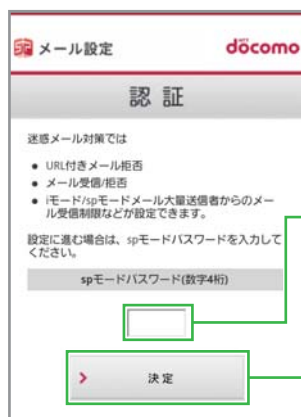 メール設定 NTT docomo
認 証
迷惑メール対策では
● URL付きメール拒否
● メール受信/拒否
● iモード/spモードメール大量送信者からのメー
ル受信制限などが設定できます。
設定に進む場合は、spモードパスワードを入力して
ください。
spモードパスワード(数字4桁)
決 定